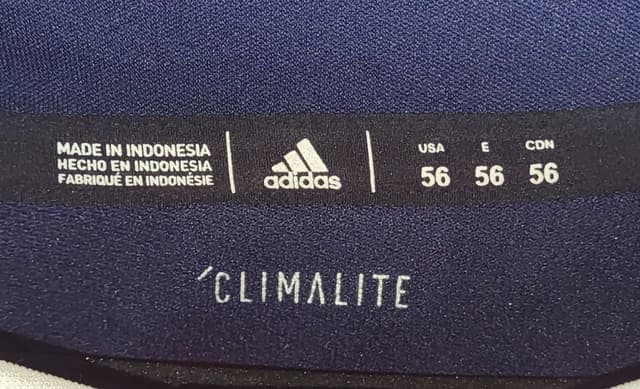 MADE IN INDONESIA
HECHO EN INDONESIA
FABRIQUÉ EN INDONÉSIE
adidas
USA E CDN
56 56 56
´CLIMALITE